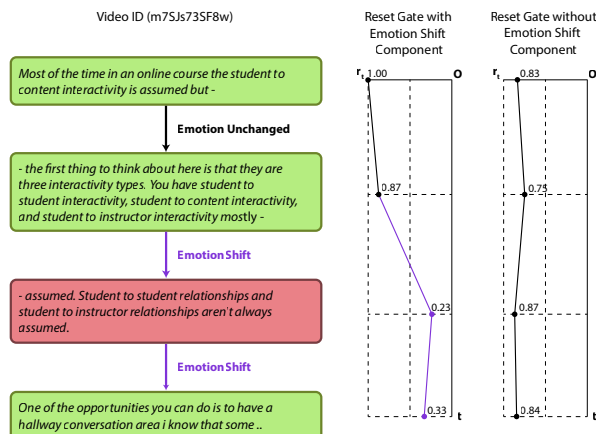 Video ID (m7SJs73SF8w)
Reset Gate with
Emotion Shift
Component
Reset Gate without
Emotion Shift
Component
Most of the time in an online course the student to
content interactivity is assumed but -
Emotion Unchanged
- the first thing to think about here is that they are
three interactivity types. You have student to
student interactivity, student to content interactivity,
and student to instructor interactivity mostly -
Emotion Shift
- assumed. Student to student relationships and
student to instructor relationships aren't always
assumed.
Emotion Shift
One of the opportunities you can do is to have a
hallway conversation area i know that some ..
rt 1.00 O
0.87
0.23
0.33 t
rt 0.83 O
0.75
0.87
0.84 t